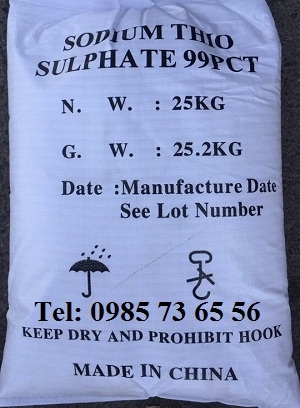 SODIUM THIO
SULPHATE 99PCT
N. W. : 25KG
G. W. : 25.2KG
Date :Manufacture Date
See Lot Number
Tel: 0985 73 65 56
KEEP DRY AND PROHIBIT HOOK
MADE IN CHINA